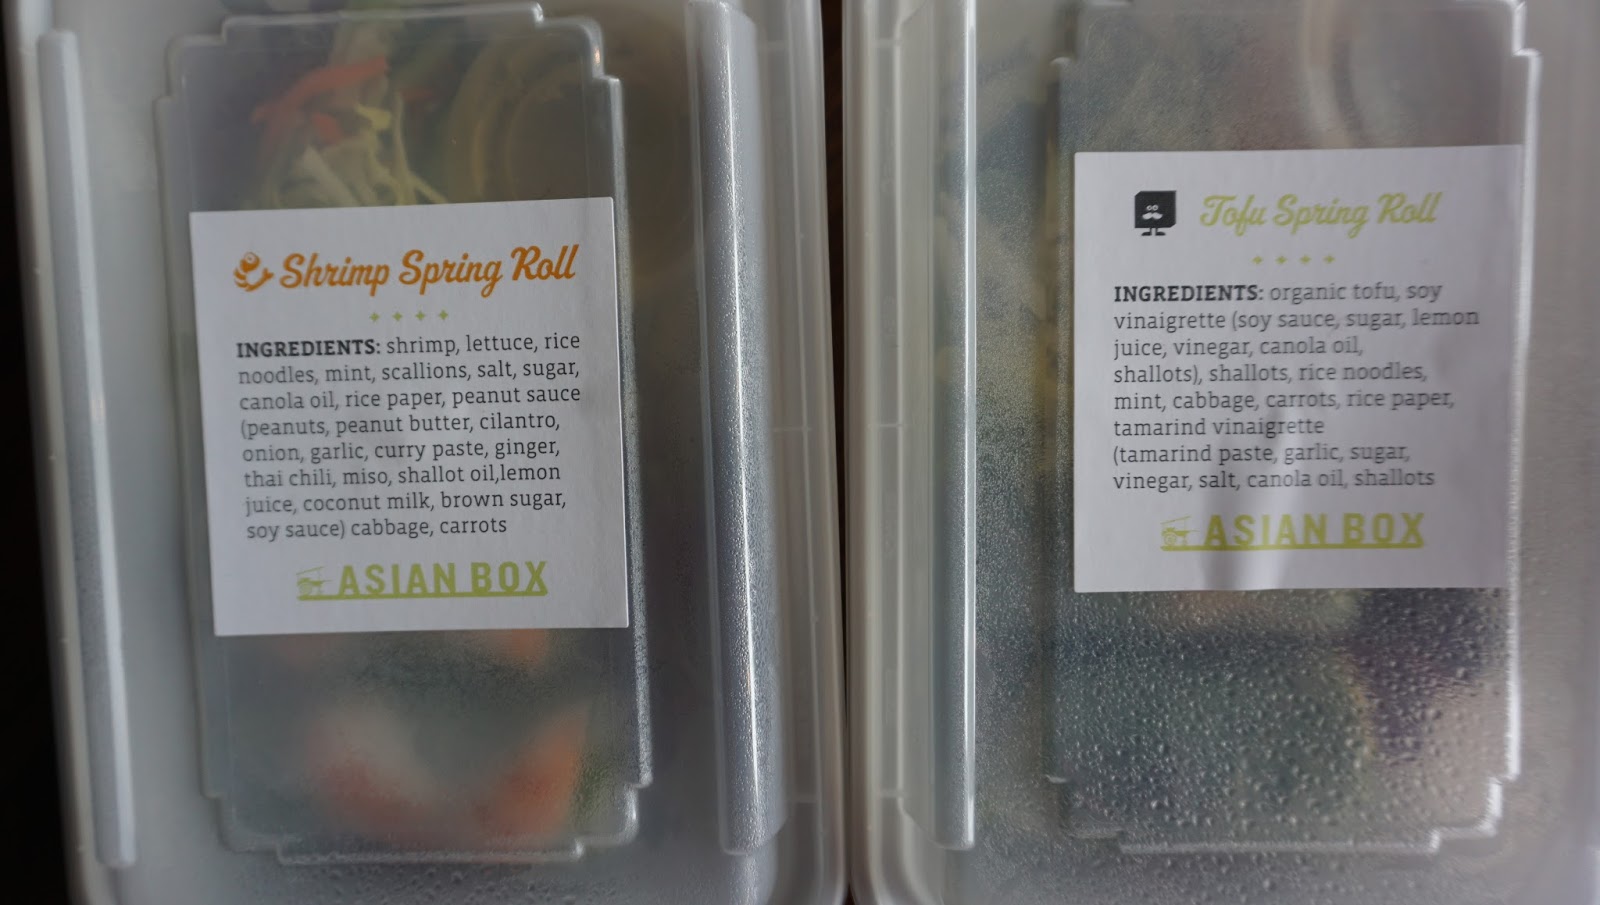 Shrimp Spring Roll
INGREDIENTS: shrimp, lettuce, rice
noodles, mint, scallions, salt, sugar,
canola oil, rice paper, peanut sauce
(peanuts, peanut butter, cilantro,
onion, garlic, curry paste, ginger,
thai chili, miso, shallot oil,lemon
juice, coconut milk, brown sugar,
soy sauce) cabbage, carrots
ASIAN BOX
Tofu Spring Roll
INGREDIENTS: organic tofu, soy
vinaigrette (soy sauce, sugar, lemon
juice, vinegar, canola oil,
shallots), shallots, rice noodles,
mint, cabbage, carrots, rice paper,
tamarind vinaigrette
(tamarind paste, garlic, sugar,
vinegar, salt, canola oil, shallots
ASIAN BOX